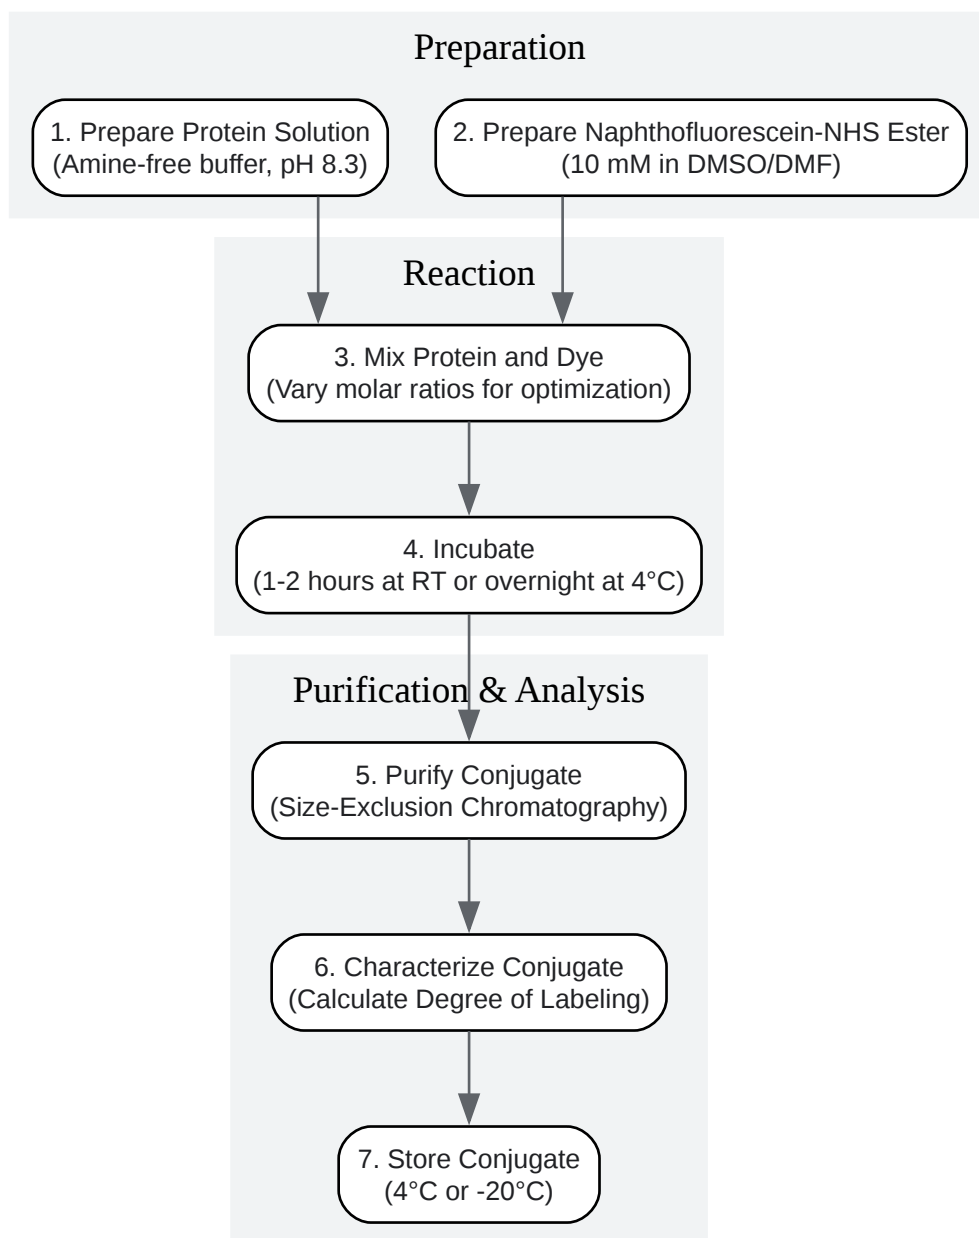 Preparation
1. Prepare Protein Solution
(Amine-free buffer, pH 8.3)
2. Prepare Naphthofluorescein-NHS Ester
(10 mM in DMSO/DMF)
Reaction
3. Mix Protein and Dye
(Vary molar ratios for optimization)
4. Incubate
(1-2 hours at RT or overnight at 4°C)
Purification & Analysis
5. Purify Conjugate
(Size-Exclusion Chromatography)
6. Characterize Conjugate
(Calculate Degree of Labeling)
7. Store Conjugate
(4°C or -20°C)